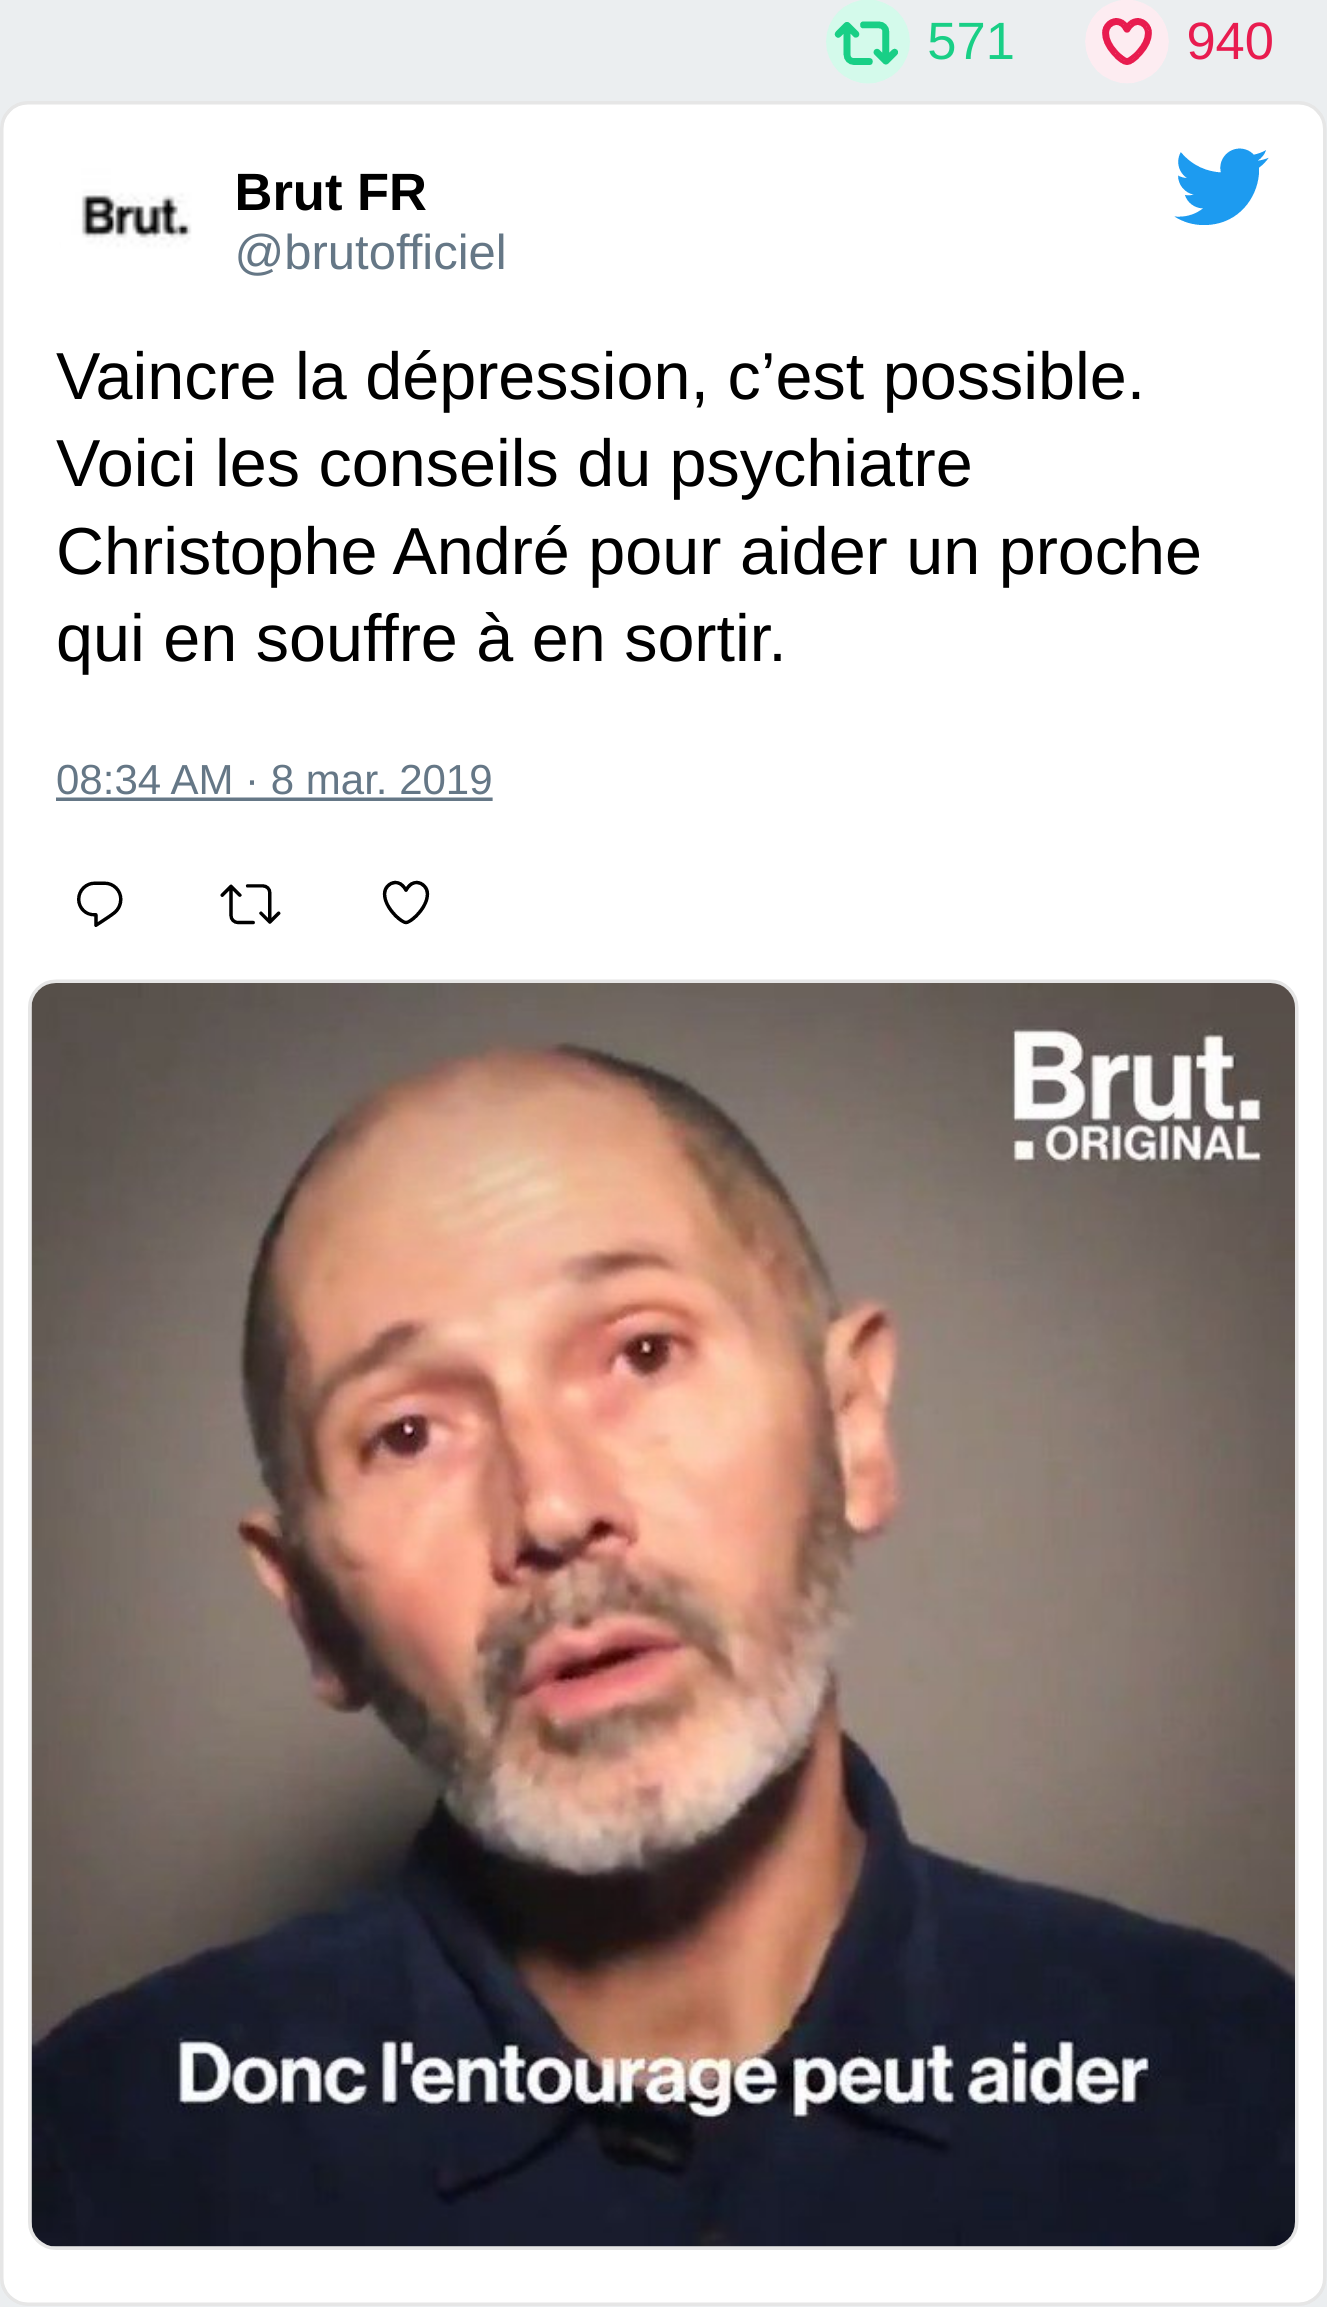 571 940
Brut.
Brut FR
@brutofficiel
Vaincre la dépression, c’est possible.
Voici les conseils du psychiatre
Christophe André pour aider un proche
qui en souffre à en sortir.
08:34 AM · 8 mar. 2019
Brut.
ORIGINAL
Donc l'entourage peut aider